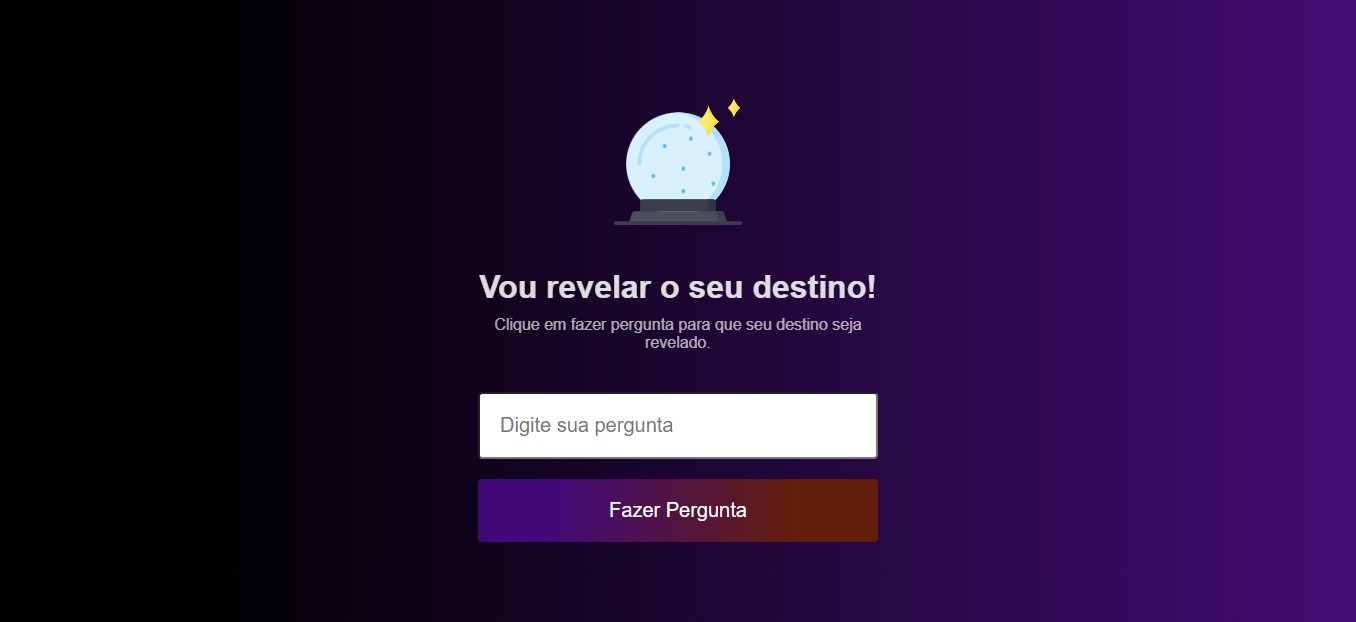 Vou revelar o seu destino!
Clique em fazer pergunta para que seu destino seja
revelado.
Digite sua pergunta
Fazer Pergunta